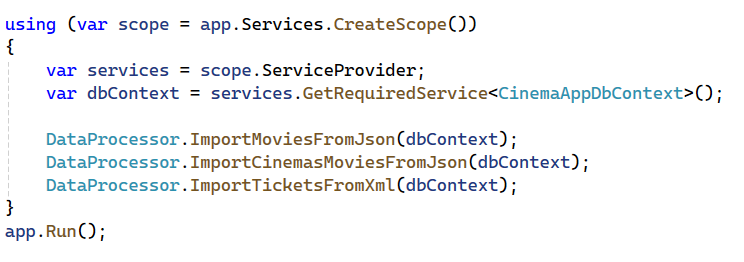 using (var scope = app.Services.CreateScope())
{
    var services = scope.ServiceProvider;
    var dbContext = services.GetRequiredService<CinemaAppDbContext>();

    DataProcessor.ImportMoviesFromJson(dbContext);
    DataProcessor.ImportCinemasMoviesFromJson(dbContext);
    DataProcessor.ImportTicketsFromXml(dbContext);
}
app.Run();